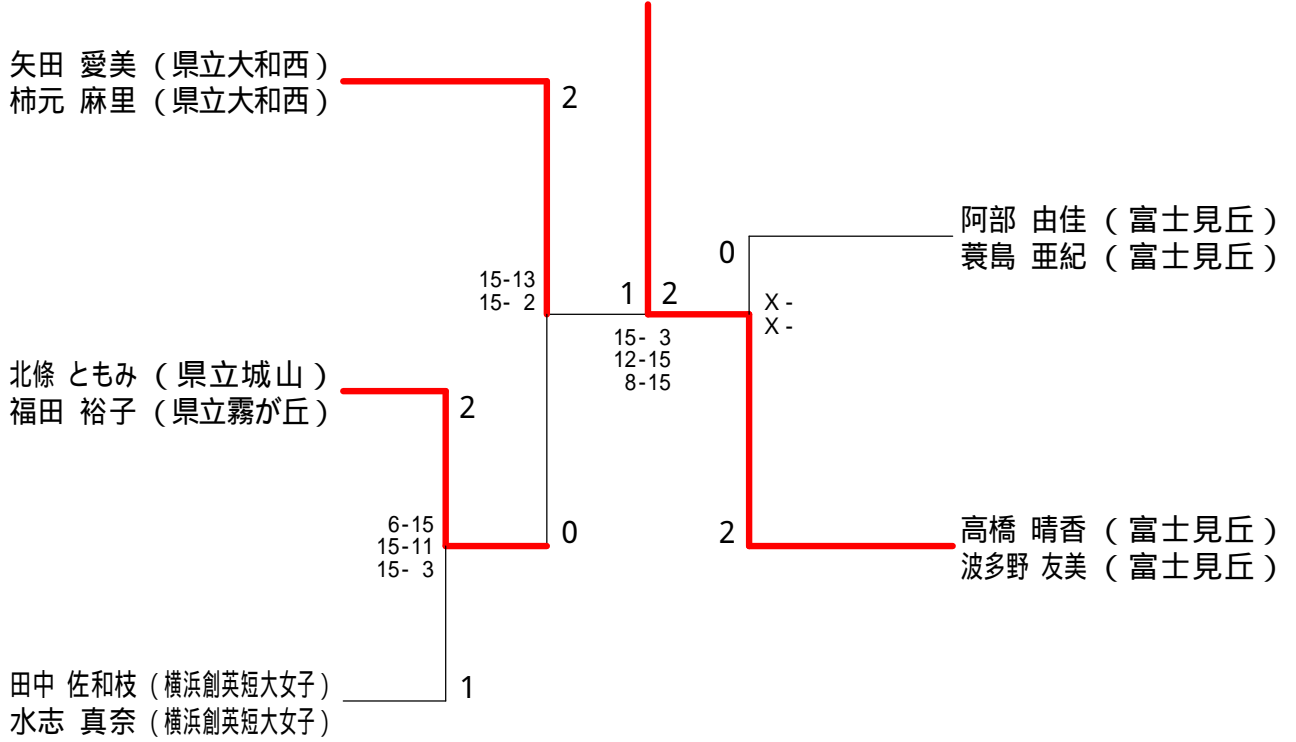 矢田 愛美 (県立大和西)
柿元 麻里 (県立大和西)
2
阿部 由佳 (富士見丘)
蓑島 亜紀 (富士見丘)
0
15-13
15- 2
1 2
X -
X -
15- 3
12-15
8-15
北條 ともみ (県立城山)
福田 裕子 (県立霧が丘)
2
6-15
15-11
15- 3
0
2
高橋 晴香 (富士見丘)
波多野 友美 (富士見丘)
田中 佐和枝 (横浜創英短大女子)
水志 真奈 (横浜創英短大女子)
1